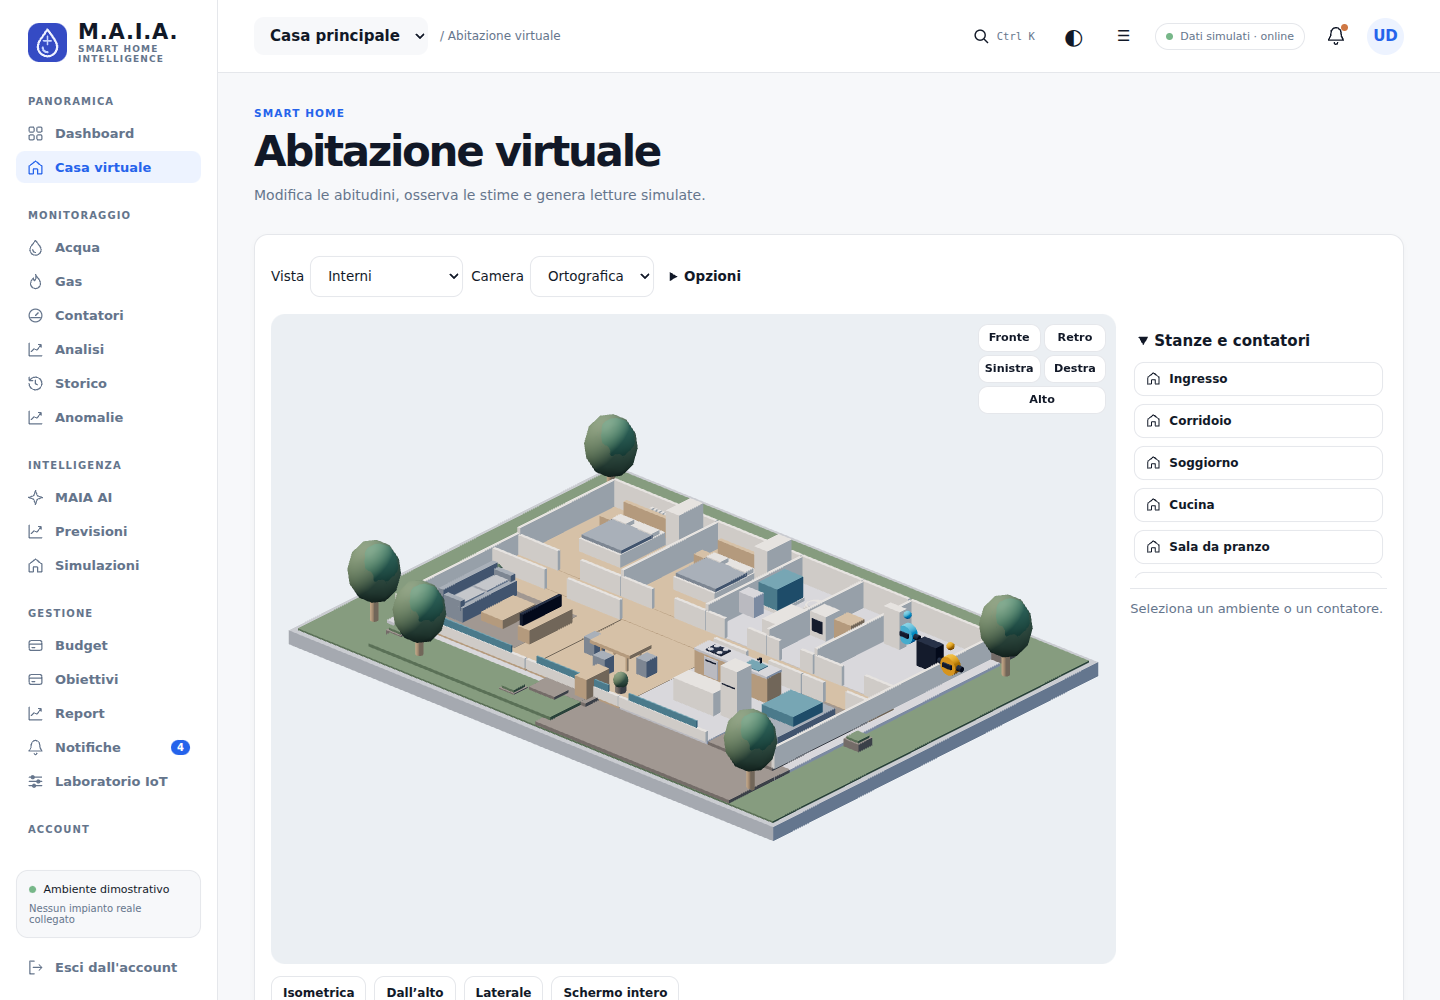 M.A.I.A.
SMART HOME
INTELLIGENCE
PANORAMICA
Dashboard
Casa virtuale
MONITORAGGIO
Acqua
Gas
Contatori
Analisi
Storico
Anomalie
INTELLIGENZA
MAIA AI
Previsioni
Simulazioni
GESTIONE
Budget
Obiettivi
Report
Notifiche 4
Laboratorio IoT
ACCOUNT
Ambiente dimostrativo
Nessun impianto reale
collegato
Esci dall'account
Casa principale / Abitazione virtuale Ctrl K Dati simulati · online UD
SMART HOME
Abitazione virtuale
Modifica le abitudini, osserva le stime e genera letture simulate.
Vista Interni Camera Ortografica Opzioni
Fronte Retro
Sinistra Destra
Alto
Stanze e contatori
Ingresso
Corridoio
Soggiorno
Cucina
Sala da pranzo
Seleziona un ambiente o un contatore.
Isometrica Dall’alto Laterale Schermo intero